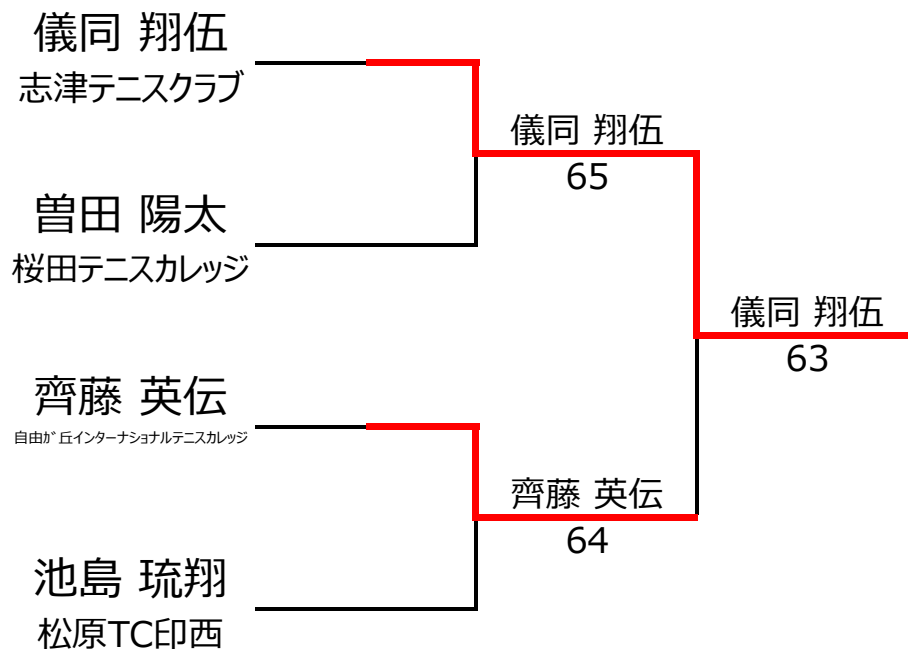 儀同 翔伍
志津テニスクラブ
儀同 翔伍
65
曽田 陽太
桜田テニスカレッジ
儀同 翔伍
63
齊藤 英伝
自由が丘インターナショナルテニスカレッジ
齊藤 英伝
64
池島 琉翔
松原TC印西